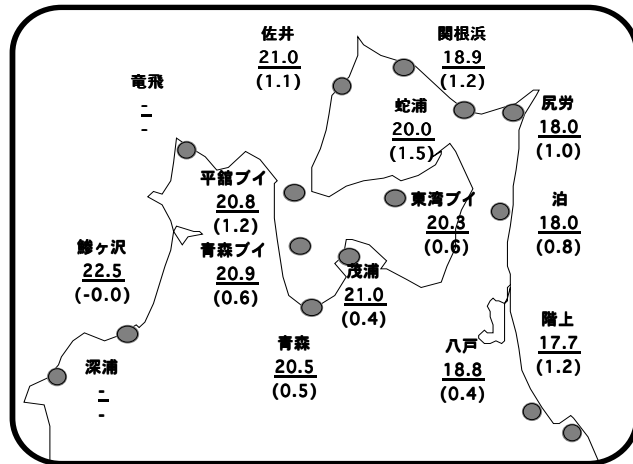 佐井
21.0
(1.1)
関根浜
18.9
(1.2)
竜飛
-
-
蛇浦
20.0
(1.5)
尻労
18.0
(1.0)
平舘ブイ
20.8
(1.2)
東湾ブイ
20.3
(0.6)
泊
18.0
(0.8)
鰺ヶ沢
22.5
(-0.0)
青森ブイ
20.9
(0.6)
茂浦
21.0
(0.4)
青森
20.5
(0.5)
八戸
18.8
(0.4)
階上
17.7
(1.2)
深浦
-
-